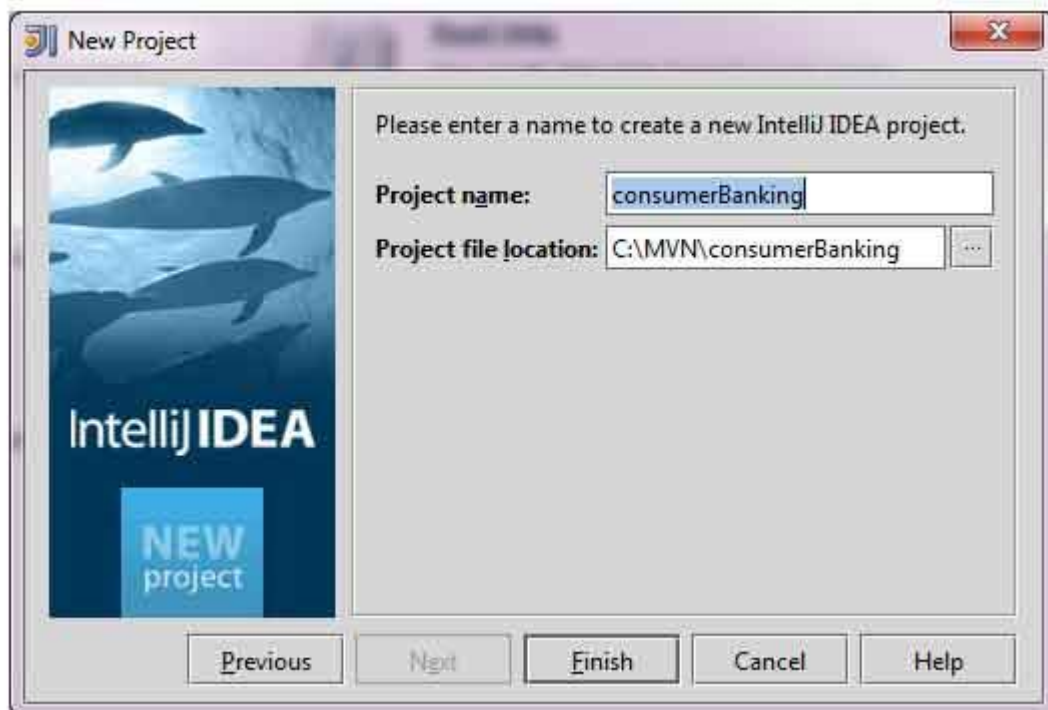 New Project
Please enter a name to create a new IntelliJ IDEA project.
Project name: consumerBanking
Project file location: C:\MVN\consumerBanking ...
IntelliJ IDEA
NEW
project
Previous Next Finish Cancel Help